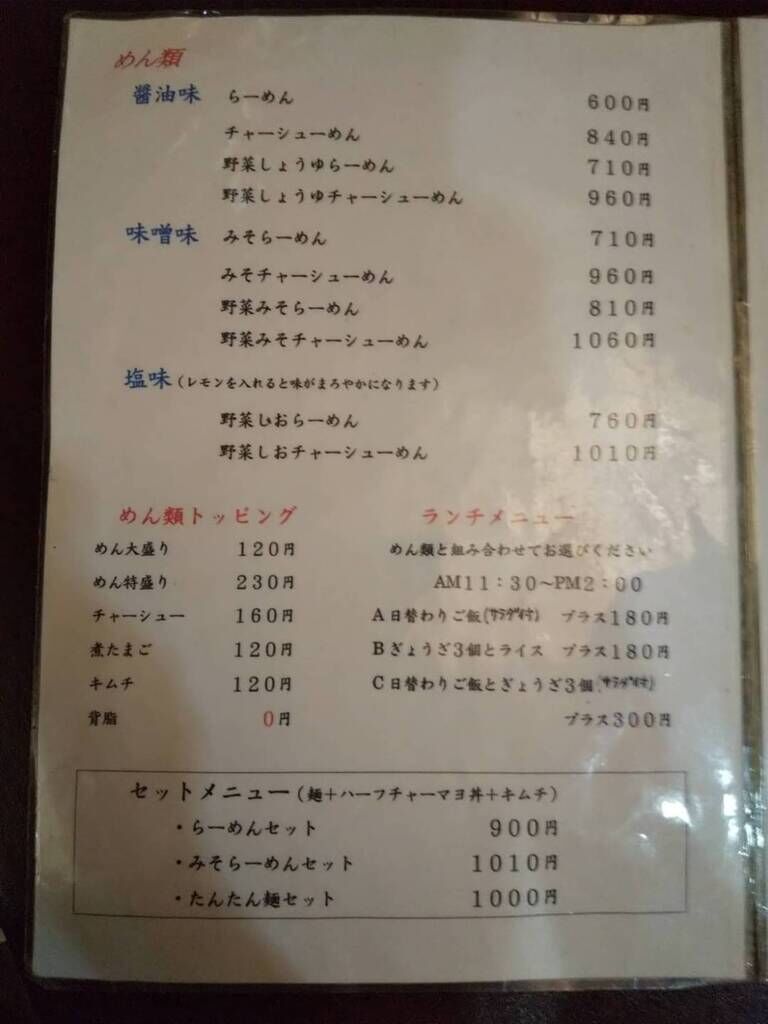 めん類
醤油味 らーめん 600円
チャーシューめん 840円
野菜しょうゆらーめん 710円
野菜しょうゆチャーシューめん 960円
味噌味 みそらーめん 710円
みそチャーシューめん 960円
野菜みそらーめん 810円
野菜みそチャーシューめん 1060円
塩味(レモンを入れると味がまろやかになります)
野菜しおらーめん 760円
野菜しおチャーシューめん 1010円
めん類トッピング
めん大盛り 120円
めん特盛り 230円
チャーシュー 160円
煮たまご 120円
キムチ 120円
背脂 0円
ランチメニュー
めん類と組み合わせてお選びください
AM11:30〜PM2:00
A日替わりご飯(サラダ付) プラス180円
Bぎょうざ3個とライス プラス180円
C日替わりご飯とぎょうざ3個(サラダ付)
プラス300円
セットメニュー(麺+ハーフチャーマヨ丼+キムチ)
・らーめんセット 900円
・みそらーめんセット 1010円
・たんたん麺セット 1000円